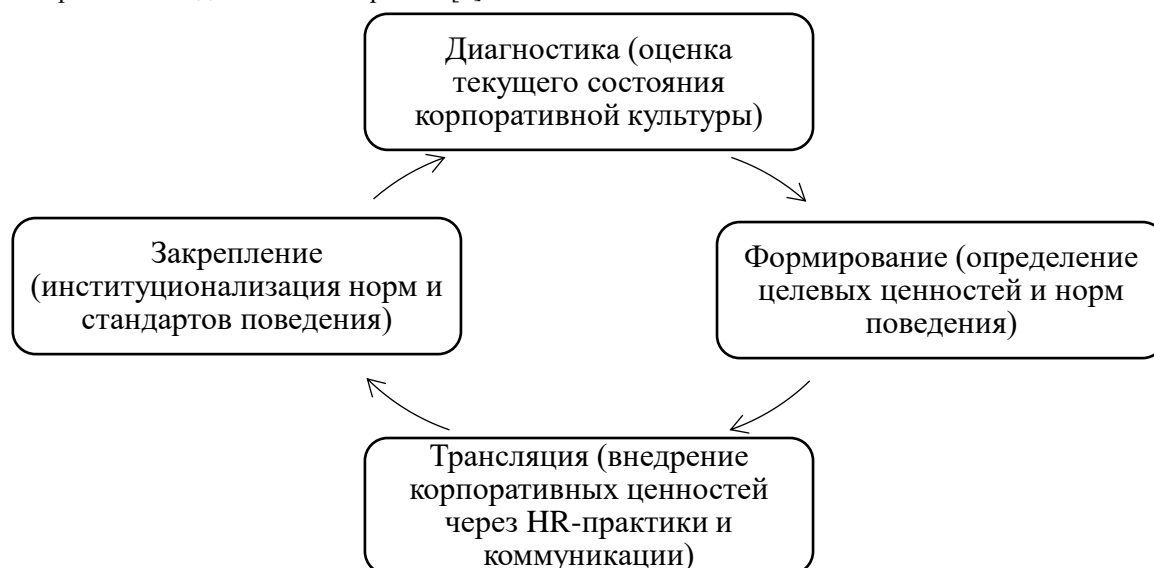 Диагностика (оценка
текущего состояния
корпоративной культуры)
Закрепление
(институционализация норм и
стандартов поведения)
Формирование (определение
целевых ценностей и норм
поведения)
Трансляция (внедрение
корпоративных ценностей
через HR-практики и
коммуникации)